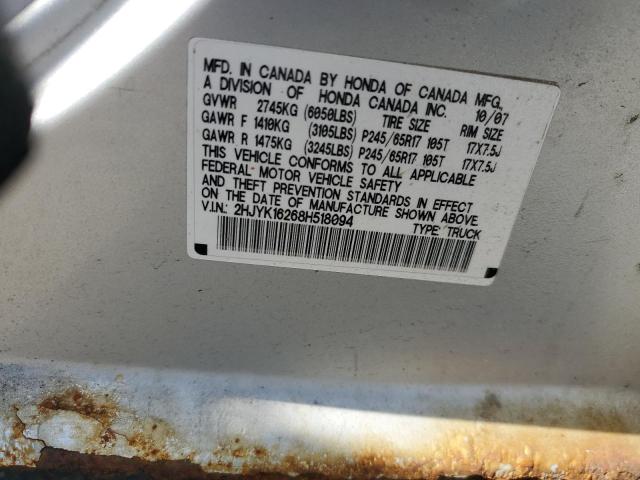 MFD. IN CANADA BY HONDA OF CANADA MFG.,
A DIVISION OF HONDA CANADA INC. 10/07
GVWR 2745KG (6050LBS) TIRE SIZE RIM SIZE
GAWR F 1410KG (3105LBS) P245/65R17 105T 17X7.5J
GAWR R 1475KG (3245LBS) P245/65R17 105T 17X7.5J
THIS VEHICLE CONFORMS TO ALL APPLICABLE
FEDERAL MOTOR VEHICLE SAFETY
AND THEFT PREVENTION STANDARDS IN EFFECT
ON THE DATE OF MANUFACTURE SHOWN ABOVE.
V.I.N.: 2HJYK16268H518094 TYPE: TRUCK